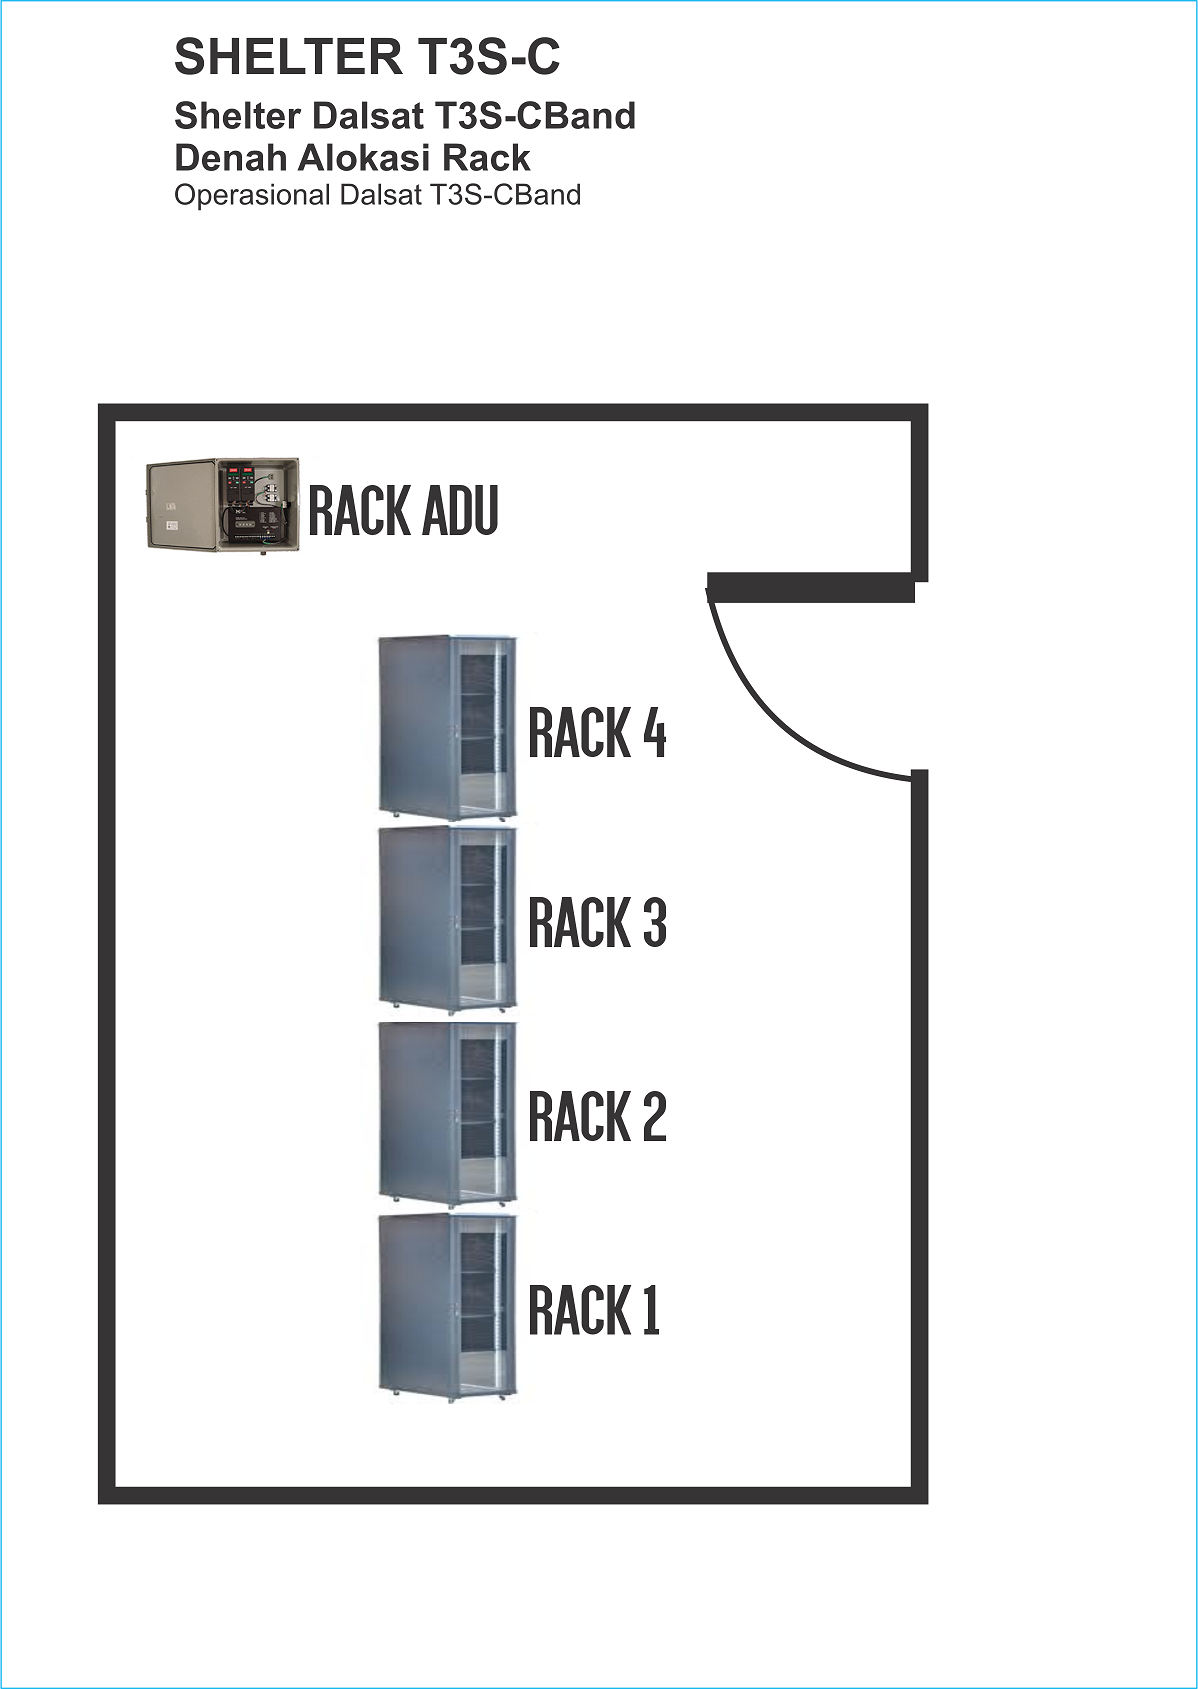 SHELTER T3S-C
Shelter Dalsat T3S-CBand
Denah Alokasi Rack
Operasional Dalsat T3S-CBand
RACK ADU
RACK 4
RACK 3
RACK 2
RACK 1